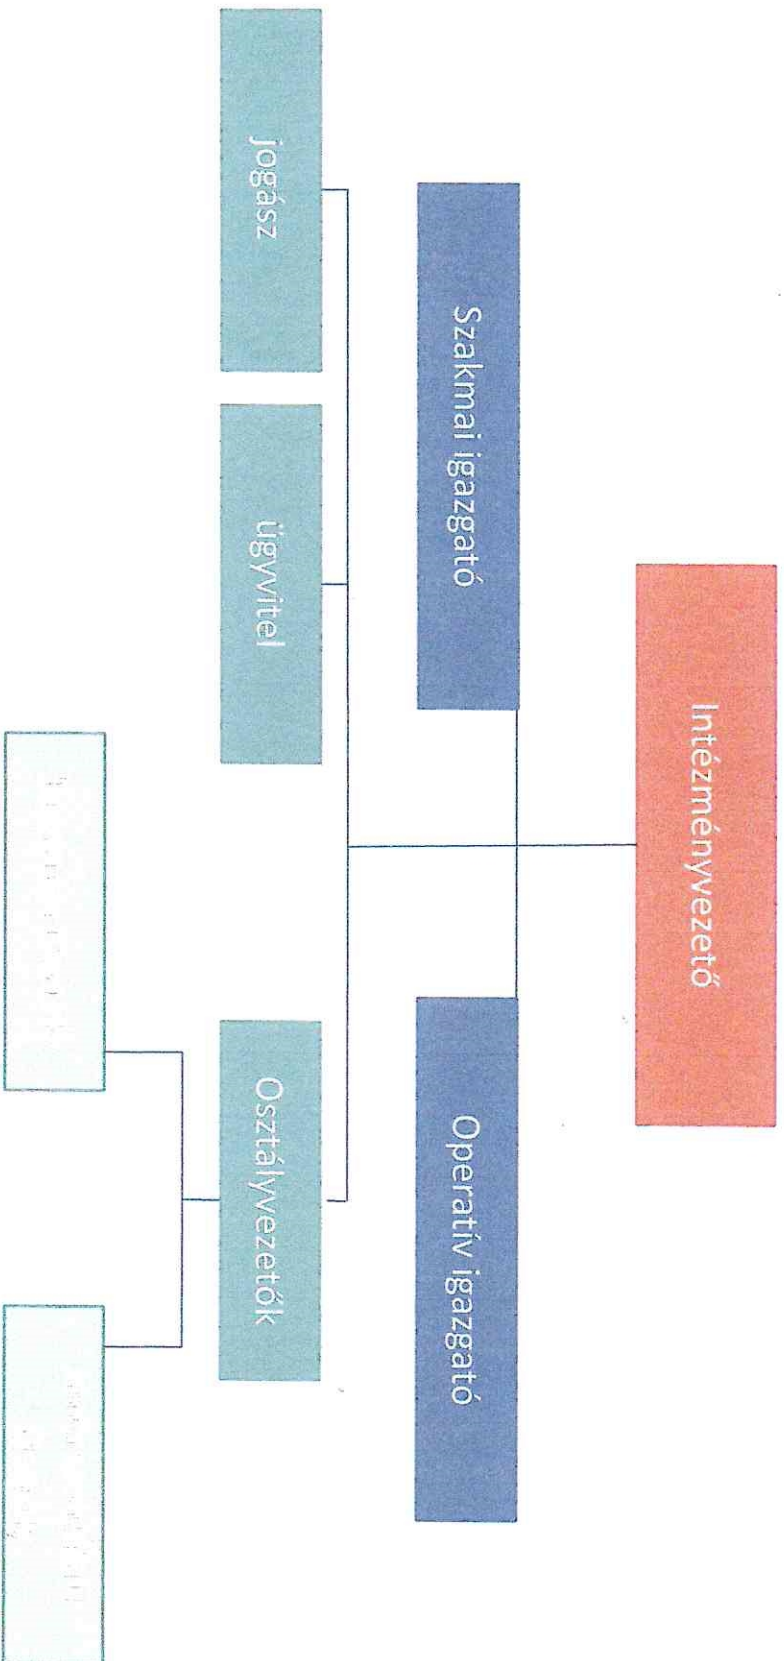 Intézményvezető
Szakmai igazgató
Operatív igazgató
jogász
ügyvitel
Osztályvezetők